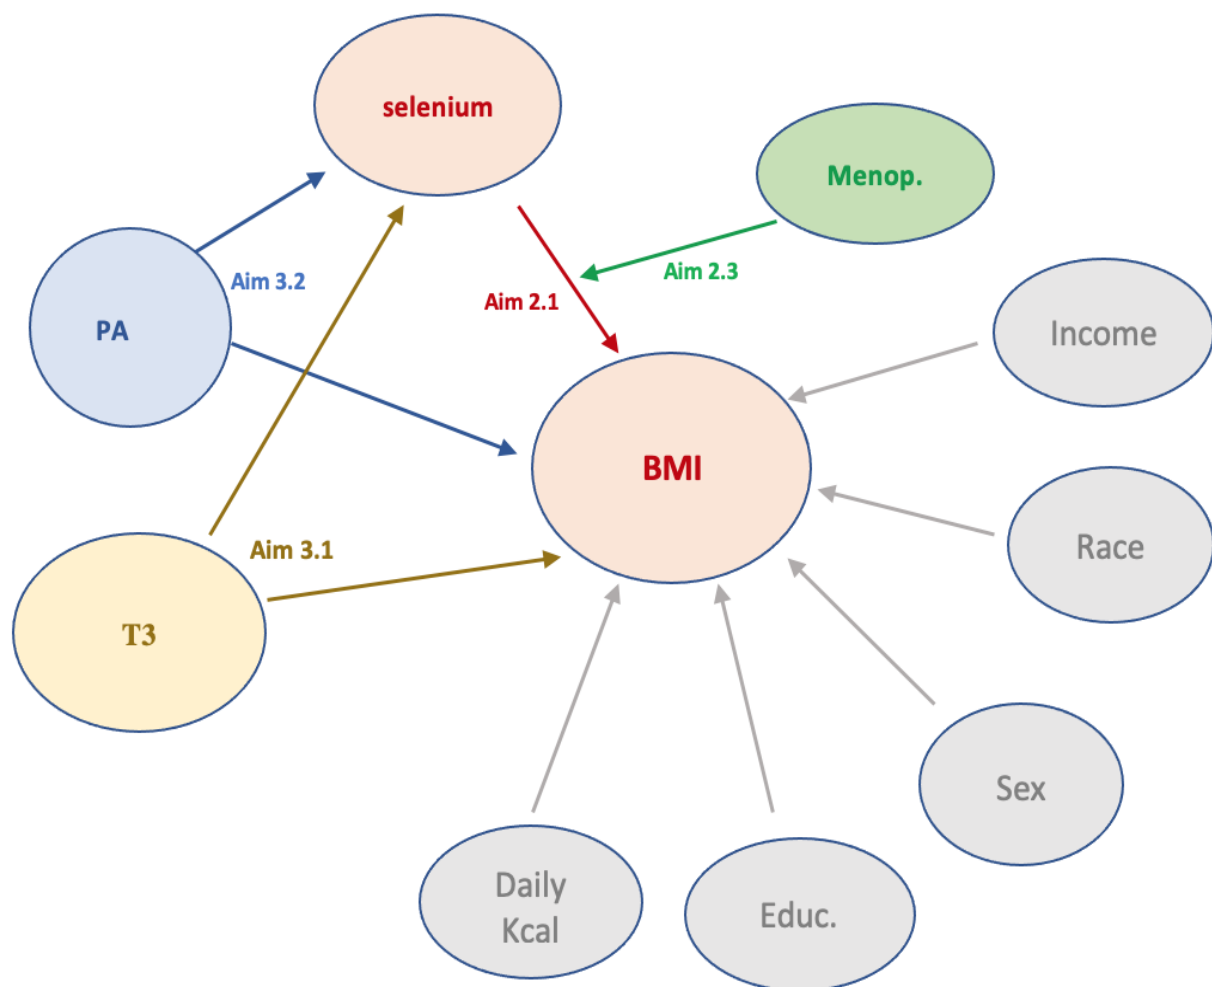 selenium
Menop.
Aim 3.2
Aim 2.3
Aim 2.1
PA
Income
BMI
Race
Aim 3.1
T3
Sex
Daily
Kcal
Educ.